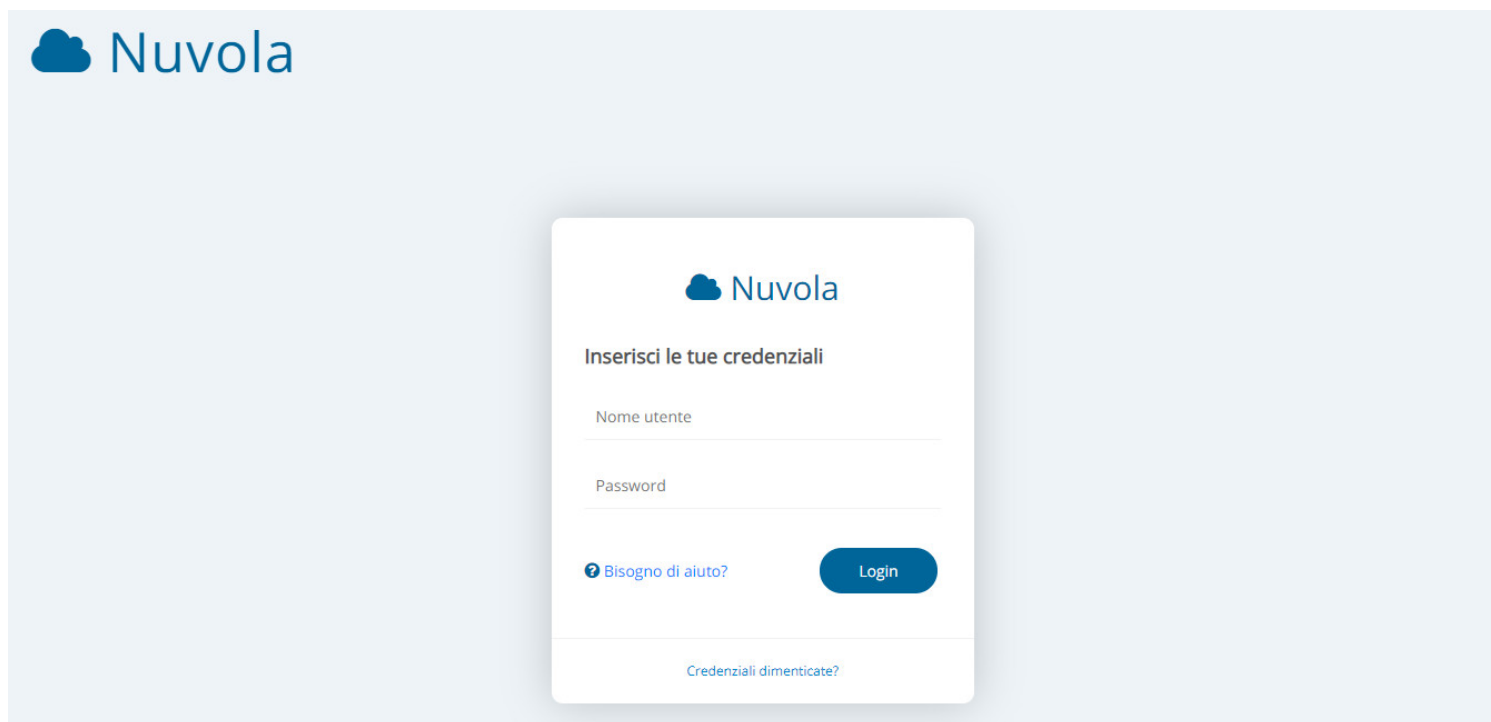 Nuvola
Nuvola
Inserisci le tue credenziali
Nome utente
Password
Bisogno di aiuto?
Login
Credenziali dimenticate?